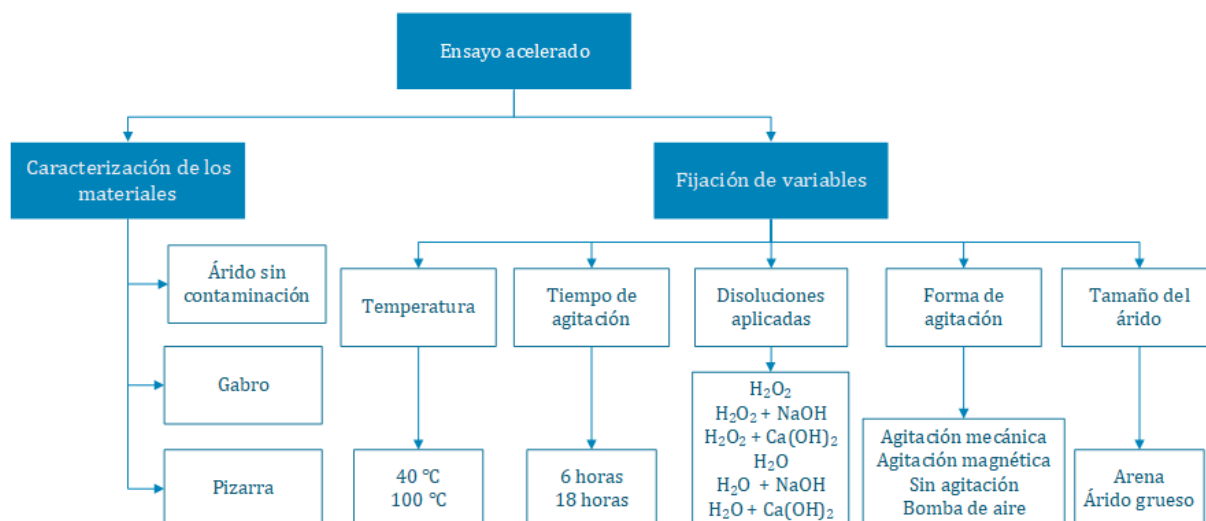 Ensayo acelerado
Caracterización de los
materiales
Fijación de variables
Árido sin
contaminación
Gabro
Pizarra
Temperatura
Tiempo de
agitación
Disoluciones
aplicadas
Forma de
agitación
Tamaño del
árido
40 °C
100 °C
6 horas
18 horas
H₂O₂
H₂O₂ + NaOH
H₂O₂ + Ca(OH)₂
H₂O
H₂O + NaOH
H₂O + Ca(OH)₂
Agitación mecánica
Agitación magnética
Sin agitación
Bomba de aire
Arena
Árido grueso